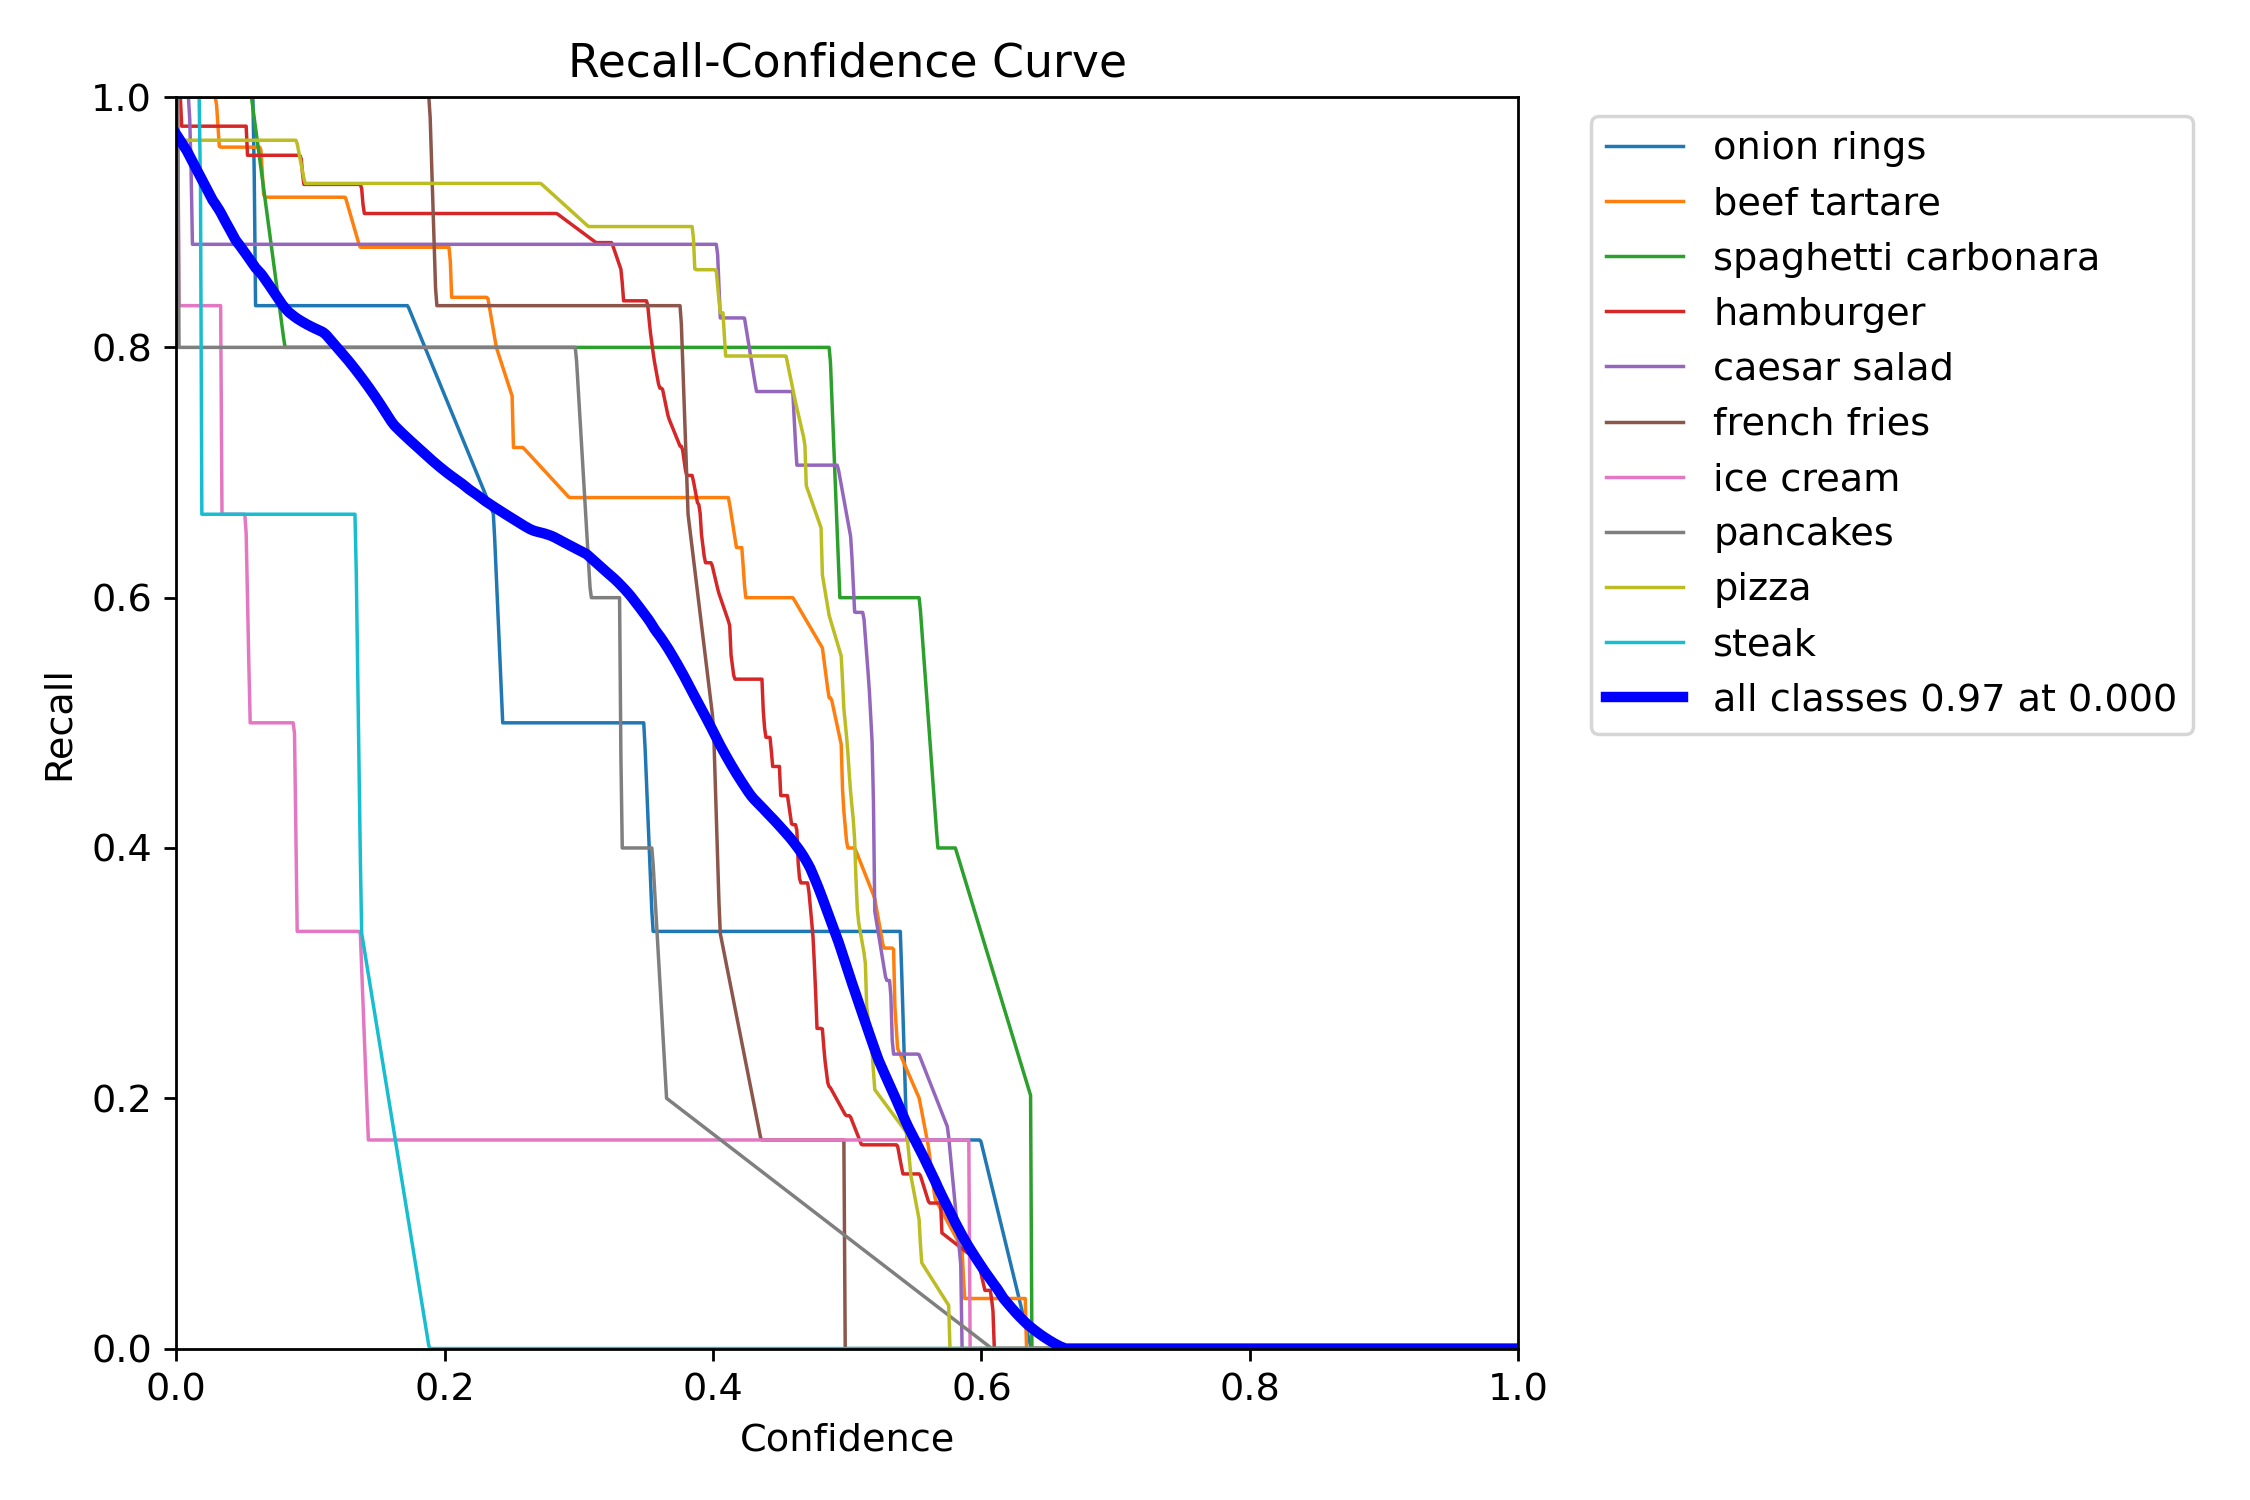 Recall-Confidence Curve
1.0
0.8
0.6
0.4
0.2
0.0
Recall
0.0 0.2 0.4 0.6 0.8 1.0
Confidence
onion rings
beef tartare
spaghetti carbonara
hamburger
caesar salad
french fries
ice cream
pancakes
pizza
steak
all classes 0.97 at 0.000